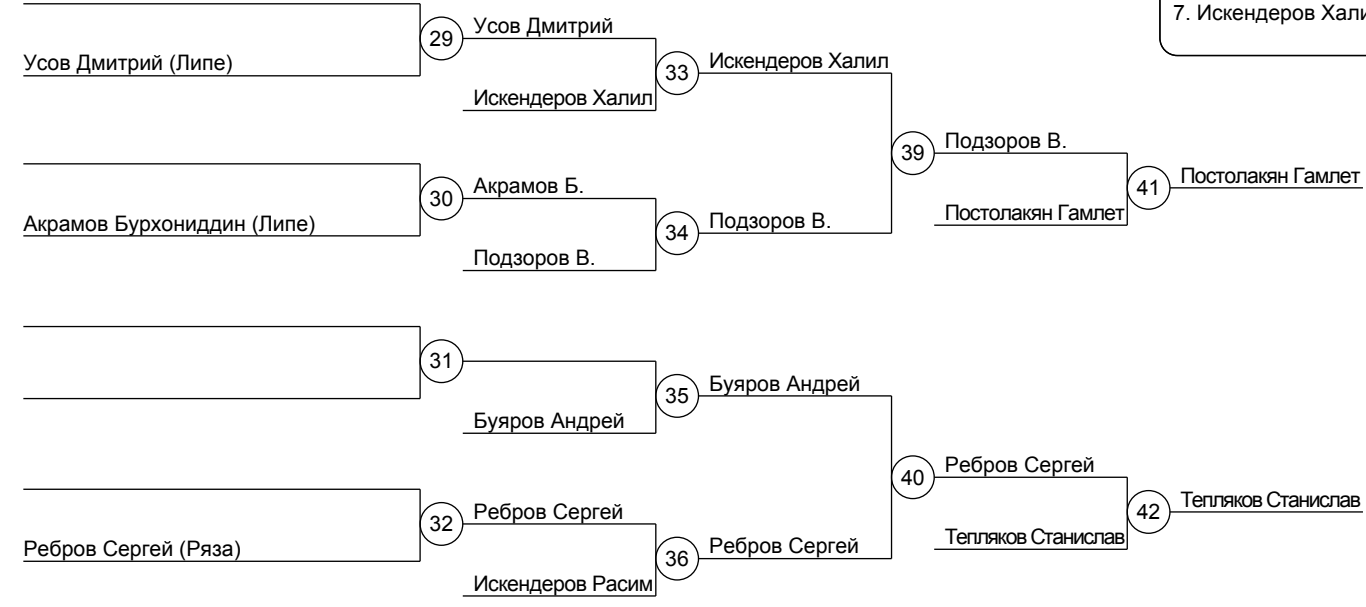 7. Искендеров Хали
29
Усов Дмитрий
Усов Дмитрий (Липе)
33
Искендеров Халил
Искендеров Халил
39
Подзоров В.
30
Акрамов Б.
41
Постолакян Гамлет
Акрамов Бурхониддин (Липе)
34
Подзоров В.
Постолакян Гамлет
Подзоров В.
31
35
Буяров Андрей
Буяров Андрей
40
Ребров Сергей
32
Ребров Сергей
42
Тепляков Станислав
Ребров Сергей (Ряза)
36
Ребров Сергей
Тепляков Станислав
Искендеров Расим